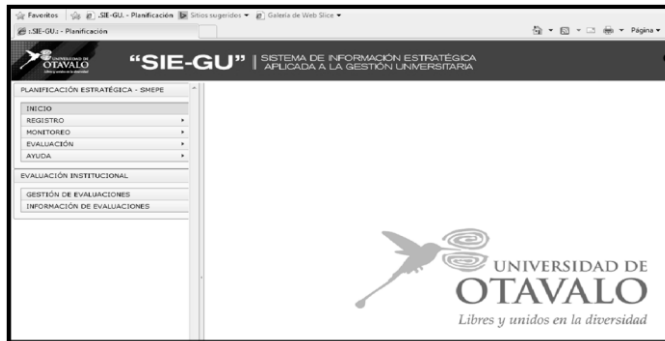 Favoritos .SIE-GU. - Planificación Sitios sugeridos Galería de Web Slice
:.SIE-GU.: - Planificación Página
UNIVERSIDAD DE
OTAVALO
"SIE-GU" | SISTEMA DE INFORMACIÓN ESTRATÉGICA
APLICADA A LA GESTIÓN UNIVERSITARIA
PLANIFICACIÓN ESTRATÉGICA - SMEPE
INICIO
REGISTRO
MONITOREO
EVALUACIÓN
AYUDA
EVALUACIÓN INSTITUCIONAL
GESTIÓN DE EVALUACIONES
INFORMACIÓN DE EVALUACIONES
UNIVERSIDAD DE
OTAVALO
Libres y unidos en la diversidad